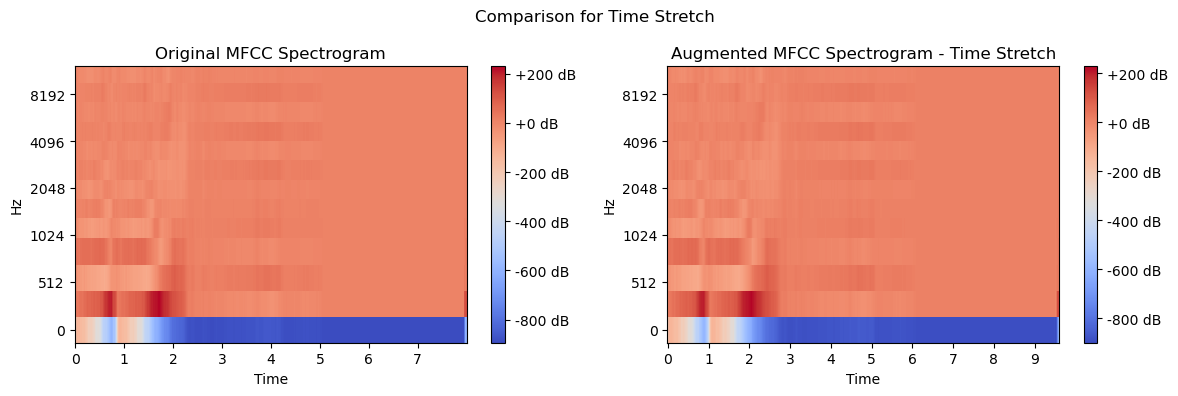 Comparison for Time Stretch
Original MFCC Spectrogram
Hz
8192
4096
2048
1024
512
0
0 1 2 3 4 5 6 7
Time
+200 dB
+0 dB
-200 dB
-400 dB
-600 dB
-800 dB
Augmented MFCC Spectrogram - Time Stretch
Hz
8192
4096
2048
1024
512
0
0 1 2 3 4 5 6 7 8 9
Time
+200 dB
+0 dB
-200 dB
-400 dB
-600 dB
-800 dB